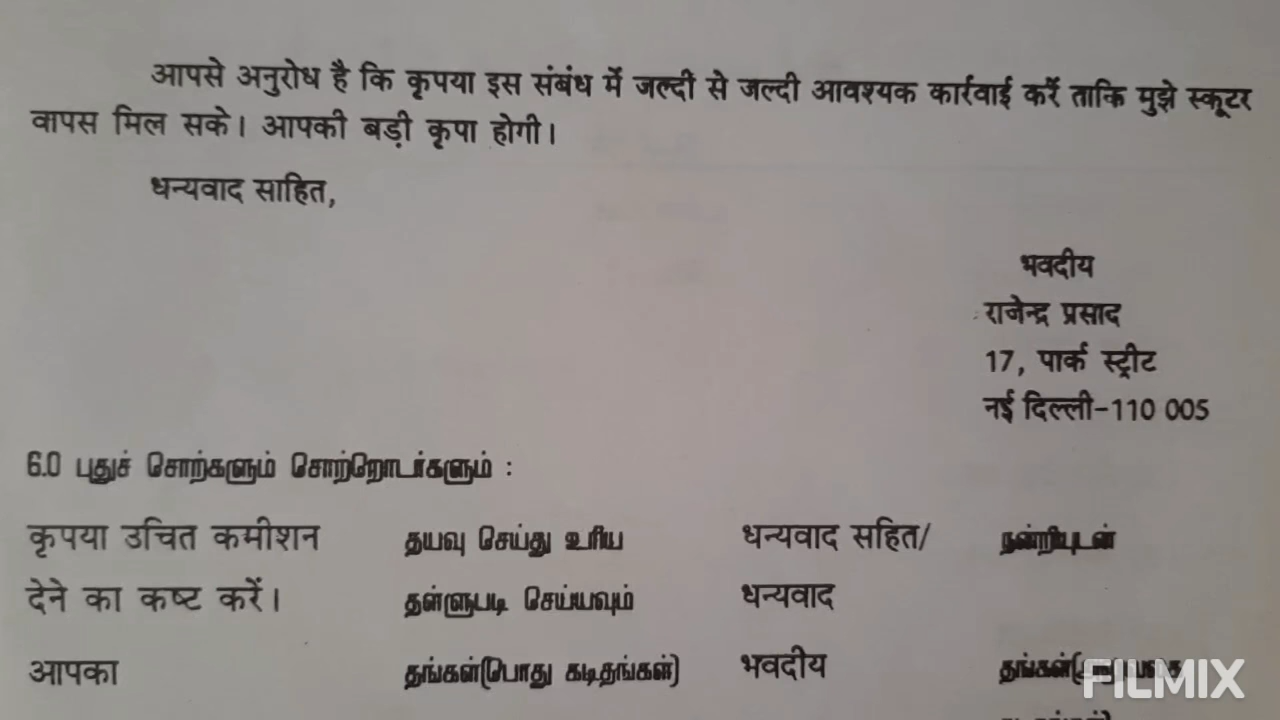 आपसे अनुरोध है कि कृपया इस संबंध में जल्दी से जल्दी आवश्यक कार्रवाई करें ताकि मुझे स्कूटर
वापस मिल सके। आपकी बड़ी कृपा होगी।
धन्यवाद साहित,
भवदीय
राजेन्द्र प्रसाद
17, पार्क स्ट्रीट
नई दिल्ली-110 005
6.0 புதுச் சொற்களும் சொற்றொடர்களும் :
कृपया उचित कमीशन தயவு செய்து உரிய धन्यवाद सहित/ நன்றியுடன்
देने का कष्ट करें। தள்ளுபடி செய்யவும் धन्यवाद
आपका தங்கள்(பொது கடிதங்கள்) भवदीय
FILMIX